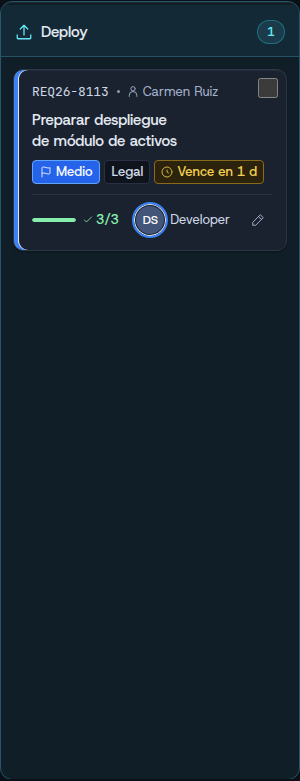 Deploy 1
REQ26-8113 • Carmen Ruiz
Preparar despliegue
de módulo de activos
Medio Legal Vence en 1 d
3/3 DS Developer